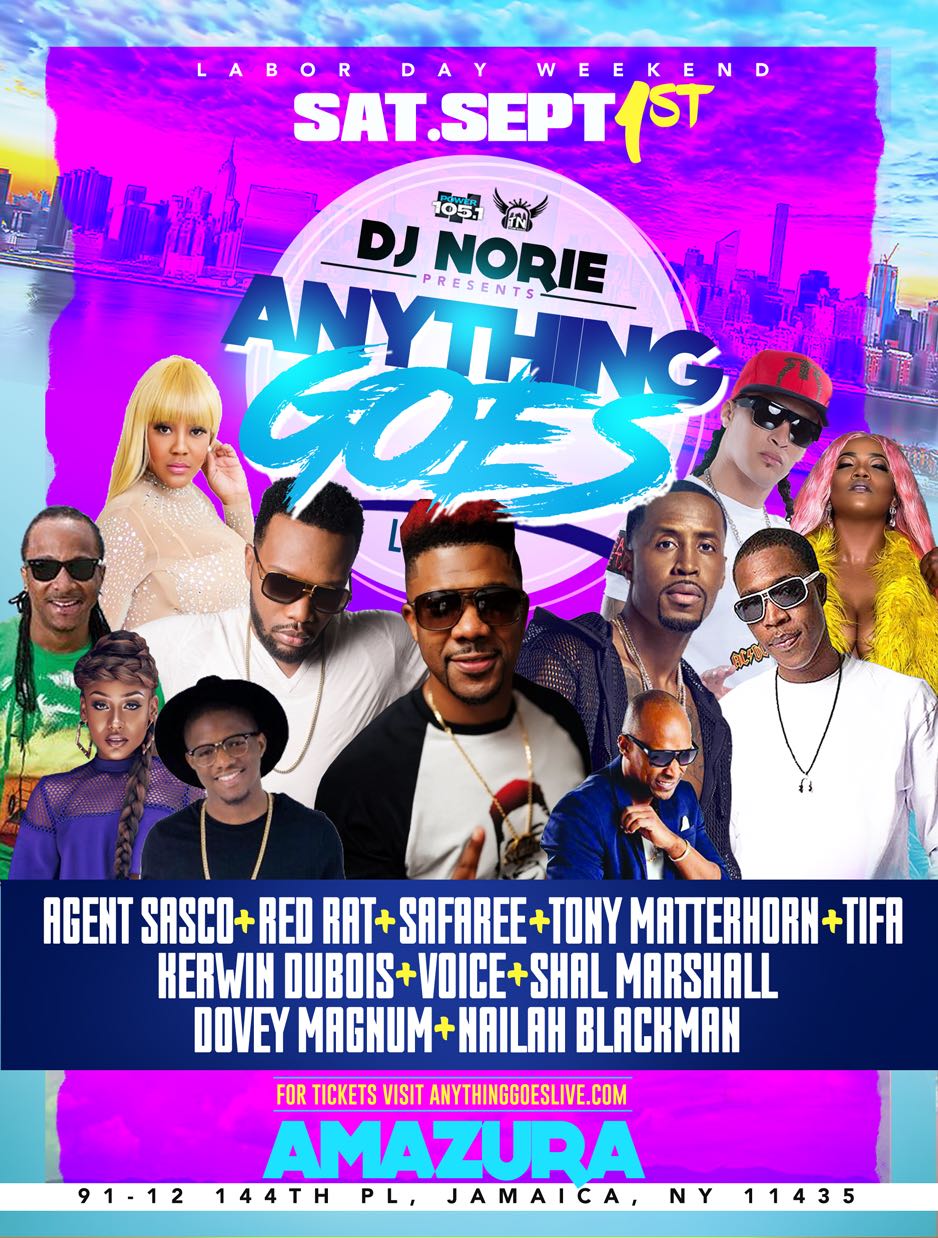 LABOR DAY WEEKEND
SAT.SEPT 1ST
POWER 105.1
DJ NORIE
PRESENTS
ANYTHING
GOES
AC/D
AGENT SASCO+RED RAT+SAFAREE+TONY MATTERHORN+TIFA
KERWIN DUBOIS+VOICE+SHAL MARSHALL
DOVEY MAGNUM+NAILAH BLACKMAN
FOR TICKETS VISIT ANYTHINGGOESLIVE.COM
AMAZURA
91-12 144TH PL, JAMAICA, NY 11435